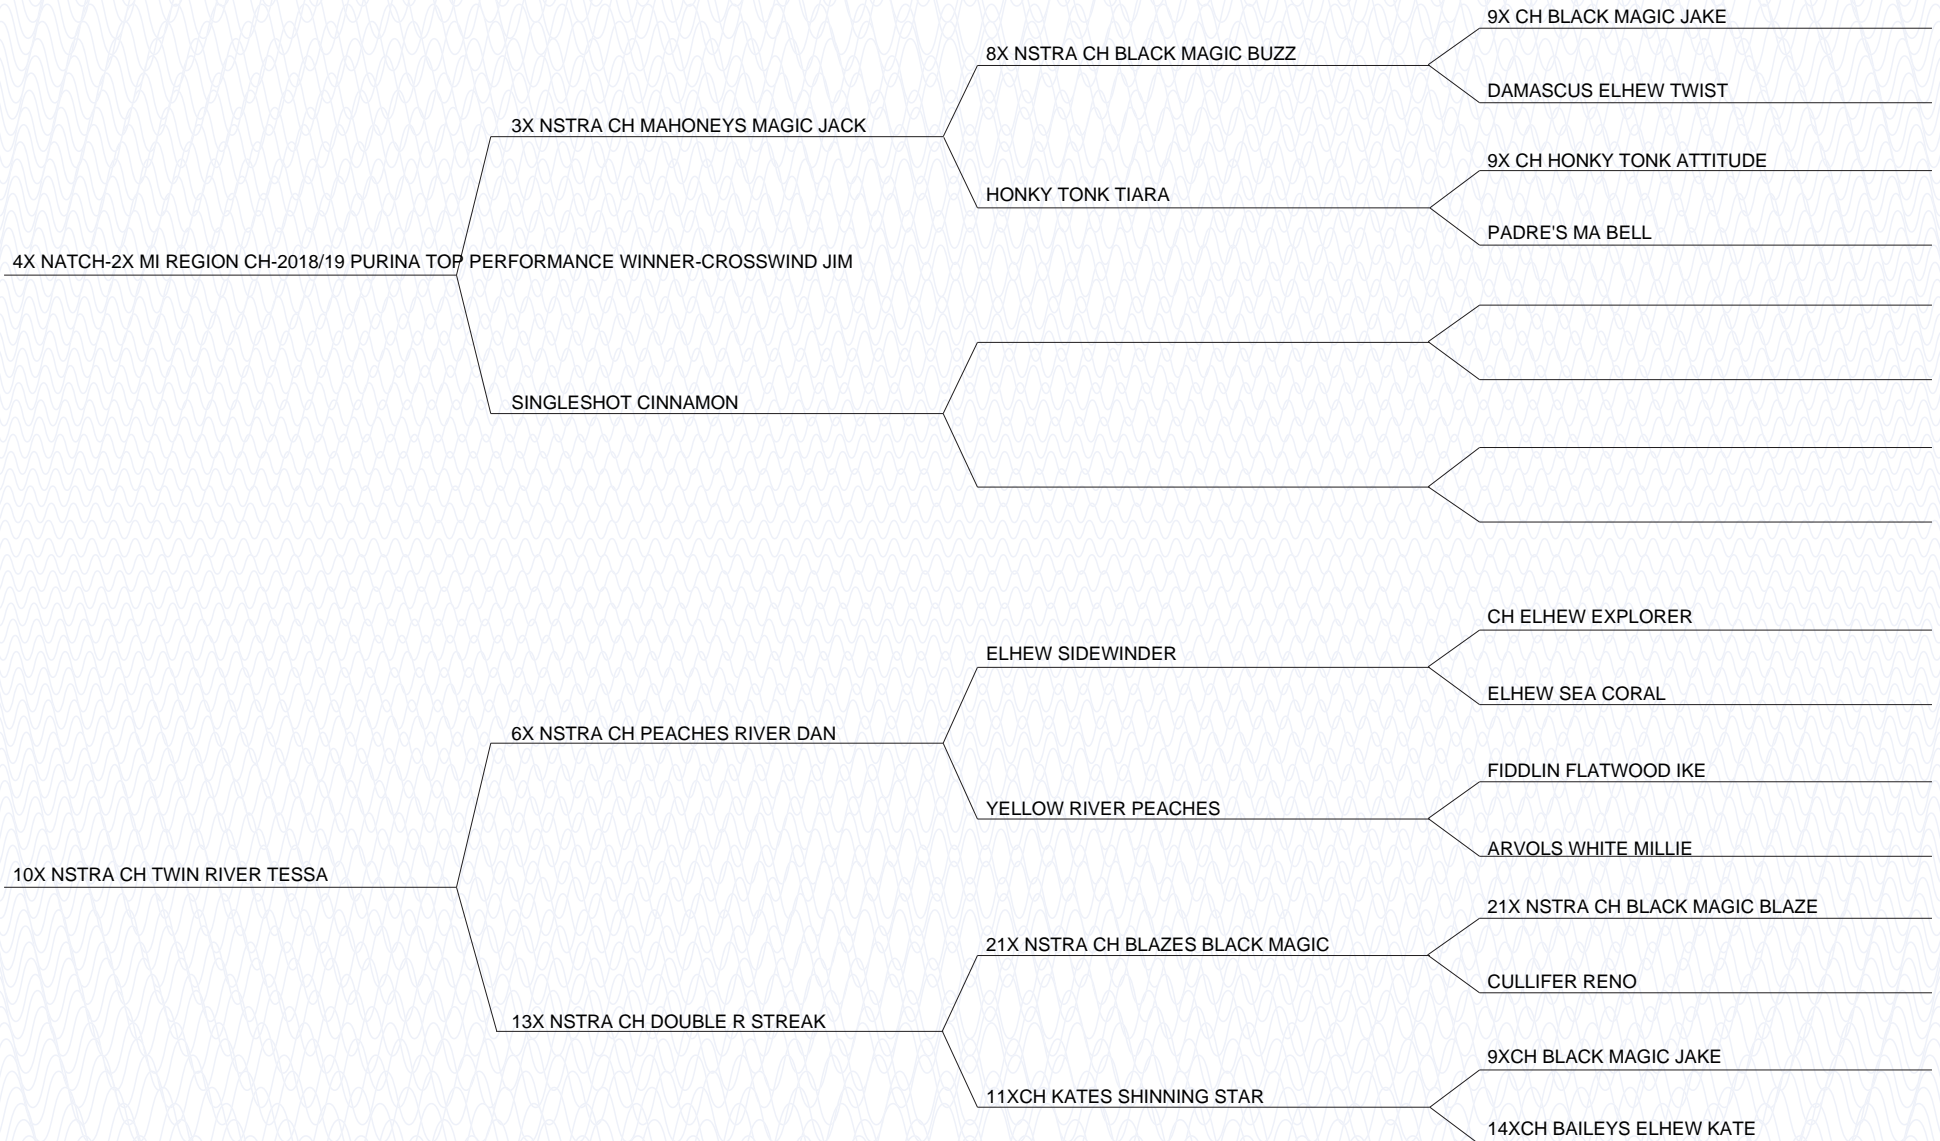 9X CH BLACK MAGIC JAKE
8X NSTRA CH BLACK MAGIC BUZZ
DAMASCUS ELHEW TWIST
3X NSTRA CH MAHONEYS MAGIC JACK
9X CH HONKY TONK ATTITUDE
HONKY TONK TIARA
PADRE'S MA BELL
4X NATCH-2X MI REGION CH-2018/19 PURINA TOP PERFORMANCE WINNER-CROSSWIND JIM
SINGLESHOT CINNAMON
CH ELHEW EXPLORER
ELHEW SIDEWINDER
ELHEW SEA CORAL
6X NSTRA CH PEACHES RIVER DAN
FIDDLIN FLATWOOD IKE
YELLOW RIVER PEACHES
ARVOLS WHITE MILLIE
10X NSTRA CH TWIN RIVER TESSA
21X NSTRA CH BLACK MAGIC BLAZE
21X NSTRA CH BLAZES BLACK MAGIC
CULLIFER RENO
13X NSTRA CH DOUBLE R STREAK
9XCH BLACK MAGIC JAKE
11XCH KATES SHINNING STAR
14XCH BAILEYS ELHEW KATE